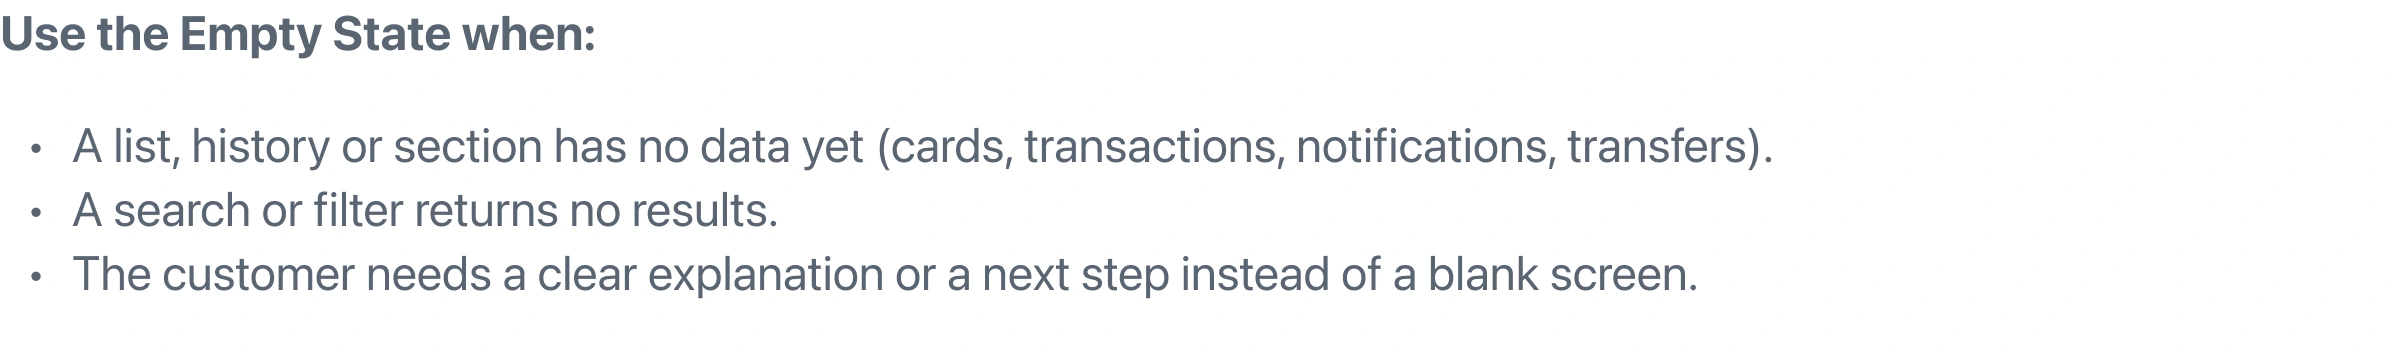 Use the Empty State when:
• A list, history or section has no data yet (cards, transactions, notifications, transfers).
• A search or filter returns no results.
• The customer needs a clear explanation or a next step instead of a blank screen.